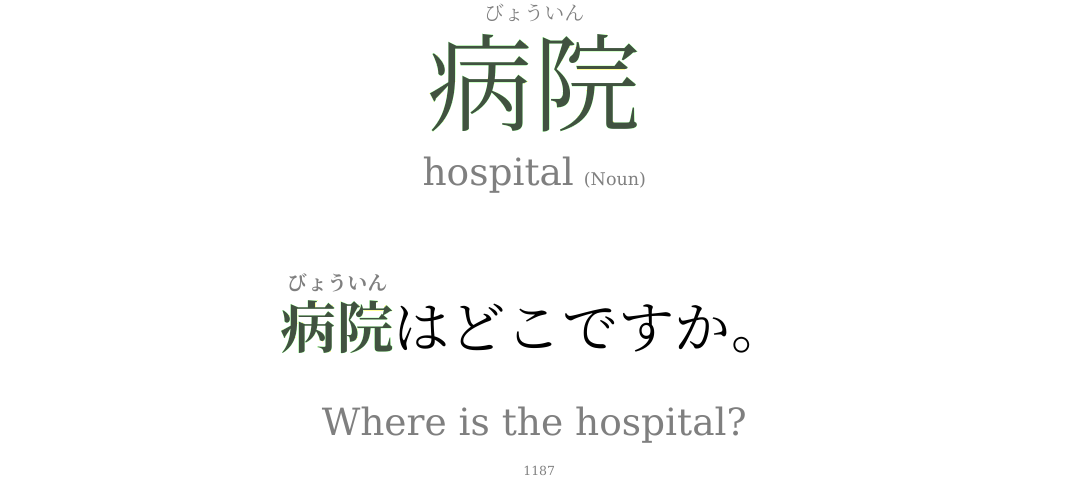 びょういん
病院
hospital (Noun)
びょういん
病院はどこですか。
Where is the hospital?
1187